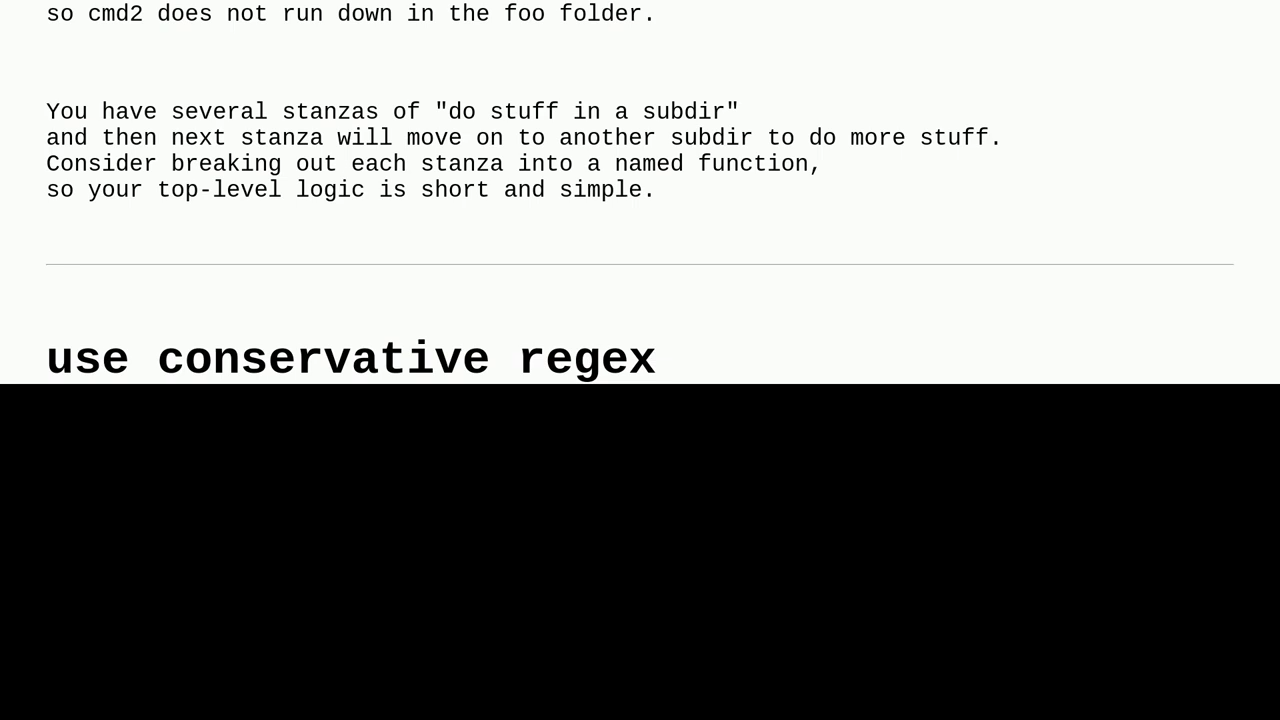 so cmd2 does not run down in the foo folder.
You have several stanzas of "do stuff in a subdir"
and then next stanza will move on to another subdir to do more stuff.
Consider breaking out each stanza into a named function,
so your top-level logic is short and simple.
use conservative regex